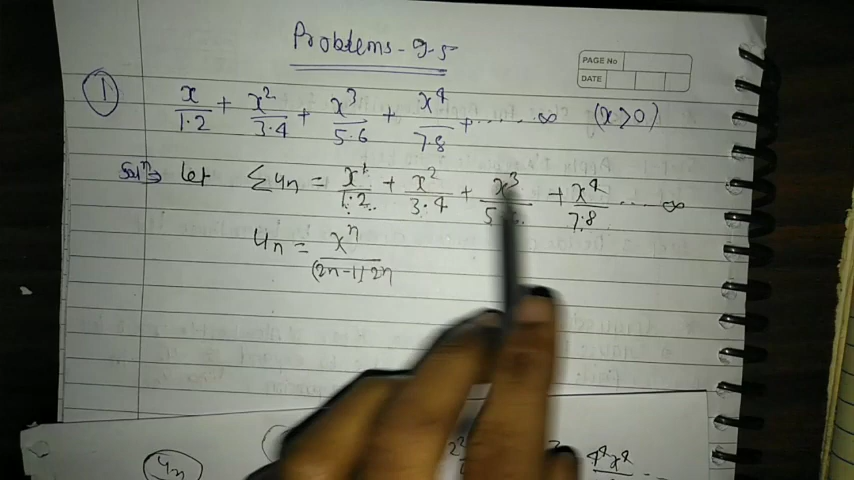 Problems - 9.5
PAGE No
DATE
① x/1·2 + x²/3·4 + x³/5·6 + x⁴/7·8 + ..... ∞ (x>0)
Solⁿ⇒ let Σuₙ = x¹/1·2 + x²/3·4 + x³/5 + x⁴/7·8 .... ∞
uₙ = xⁿ/(2n-1)2n
uₙ